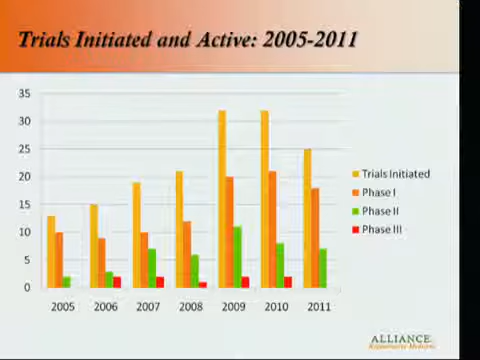 Trials Initiated and Active: 2005-2011
35
30
25
20
15
10
5
0
2005 2006 2007 2008 2009 2010 2011
Trials Initiated
Phase I
Phase II
Phase III
ALLIANCE